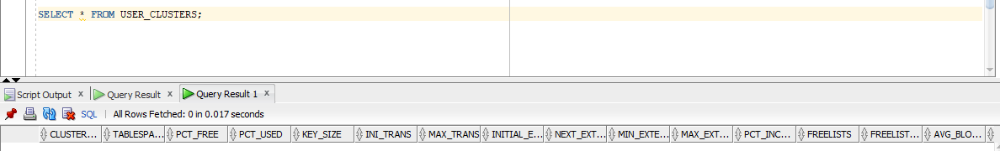 SELECT * FROM USER_CLUSTERS;
Script Output x Query Result x Query Result 1 x
SQL | All Rows Fetched: 0 in 0.017 seconds
CLUSTER... TABLESPA... PCT_FREE PCT_USED KEY_SIZE INI_TRANS MAX_TRANS INITIAL_E... NEXT_EXT... MIN_EXTE... MAX_EXT... PCT_INC... FREELISTS FREELIST... AVG_BLO...